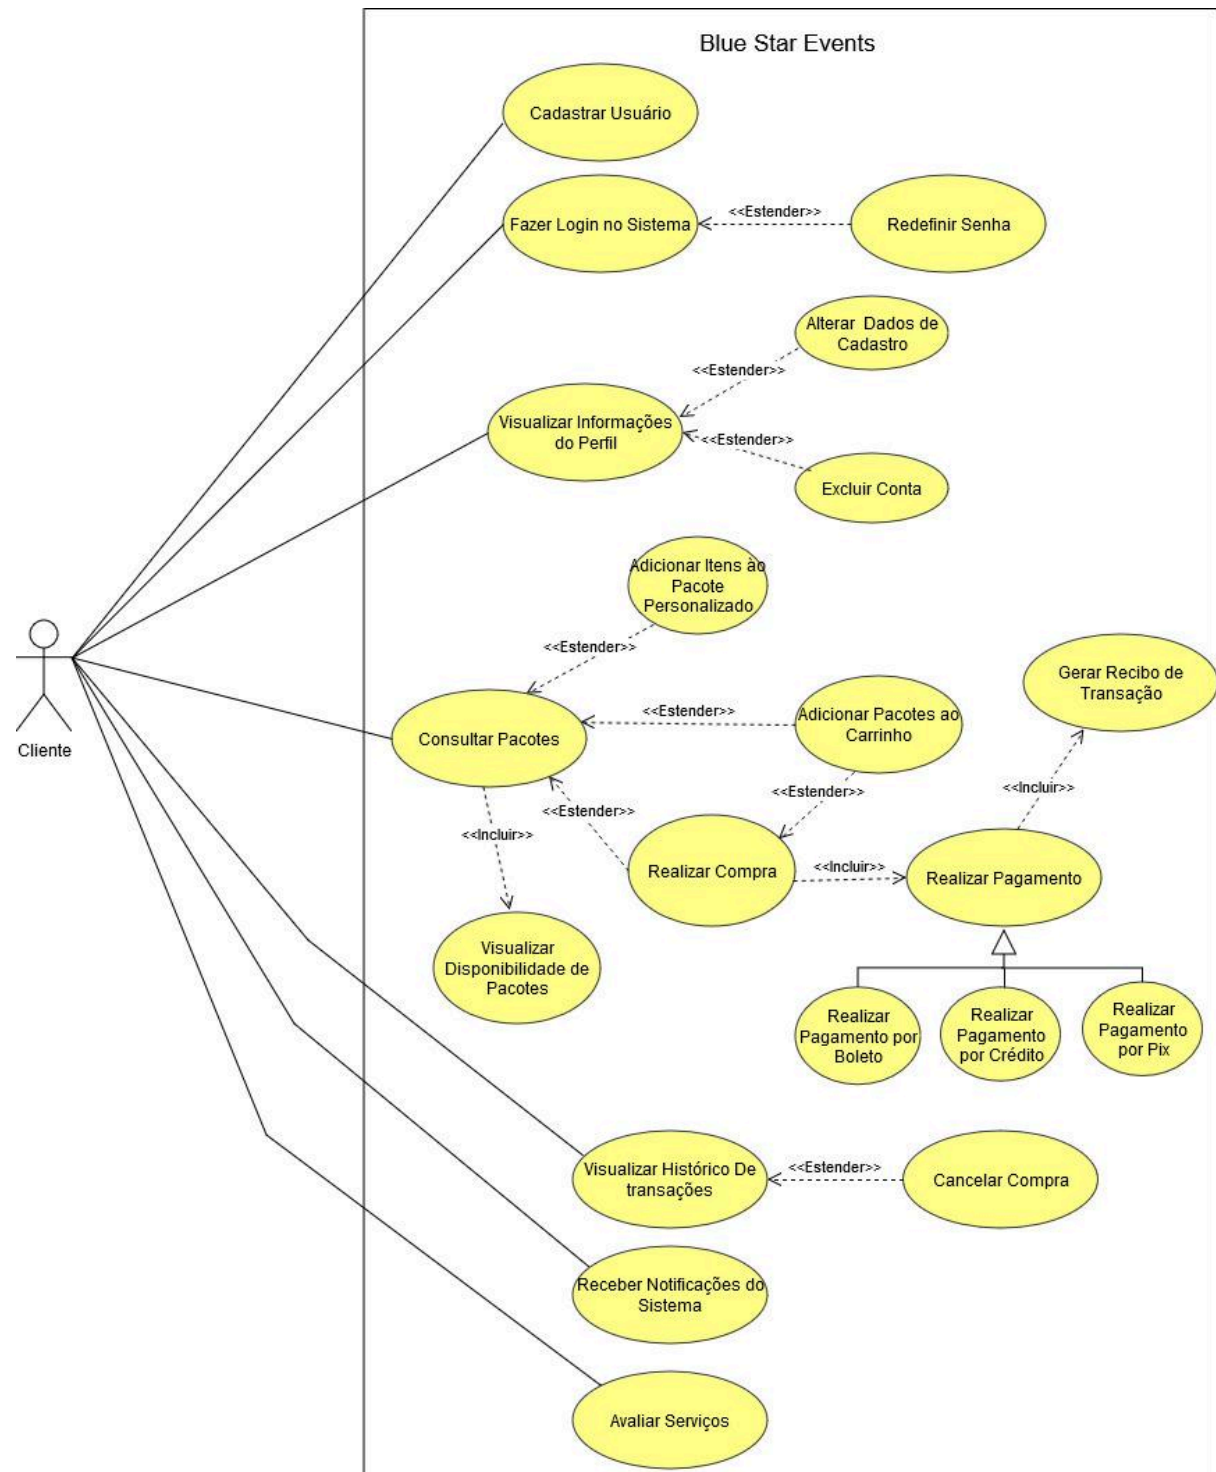 Blue Star Events
Cadastrar Usuário
Fazer Login no Sistema
<<Estender>>
Redefinir Senha
Alterar Dados de
Cadastro
<<Estender>>
Visualizar Informações
do Perfil
<<Estender>>
Excluir Conta
Adicionar Itens ào
Pacote
Personalizado
<<Estender>>
Cliente
Consultar Pacotes
<<Estender>>
Adicionar Pacotes ao
Carrinho
Gerar Recibo de
Transação
<<Incluir>>
<<Estender>>
<<Estender>>
<<Incluir>>
Realizar Compra
<<Incluir>>
Realizar Pagamento
Visualizar
Disponibilidade de
Pacotes
Realizar
Pagamento por
Boleto
Realizar
Pagamento
por Crédito
Realizar
Pagamento
por Pix
Visualizar Histórico De
transações
<<Estender>>
Cancelar Compra
Receber Notificações do
Sistema
Avaliar Serviços